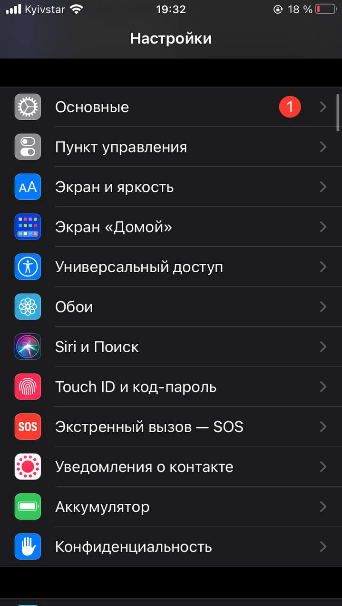 Kyivstar 19:32 18 %
Настройки
Основные 1
Пункт управления
AA Экран и яркость
Экран «Домой»
Универсальный доступ
Обои
Siri и Поиск
Touch ID и код-пароль
SOS Экстренный вызов — SOS
Уведомления о контакте
Аккумулятор
Конфиденциальность